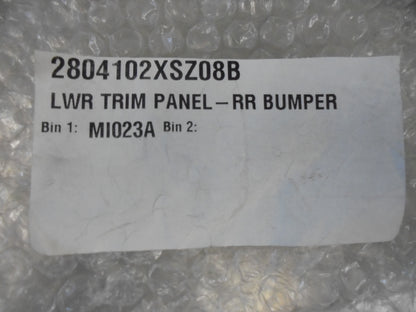 2804102XSZ08B
LWR TRIM PANEL-RR BUMPER
Bin 1: MI023A Bin 2: